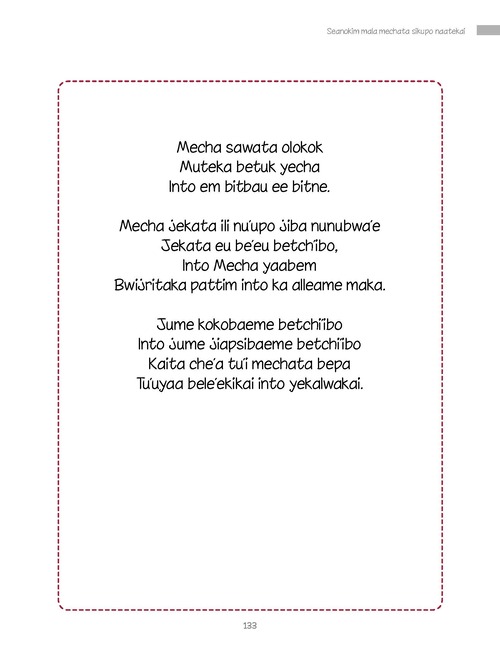 Seanokim mala mechata sikupo naatekai
Mecha sawata olokok
Muteka betuk yecha
Into em bitbau ee bitne.
Mecha jekata ili nu'upo jiba nunubwa'e
Jekata eu be'eu betchi'ibo,
Into Mecha yaabem
Bwijritaka pattim into ka alleame maka.
Jume kokobaeme betchi'ibo
Into jume jiapsibaeme betchi'ibo
Kaita che'a tu'i mechata bepa
Tu'uyaa bele'ekikai into yekalwakai.
133